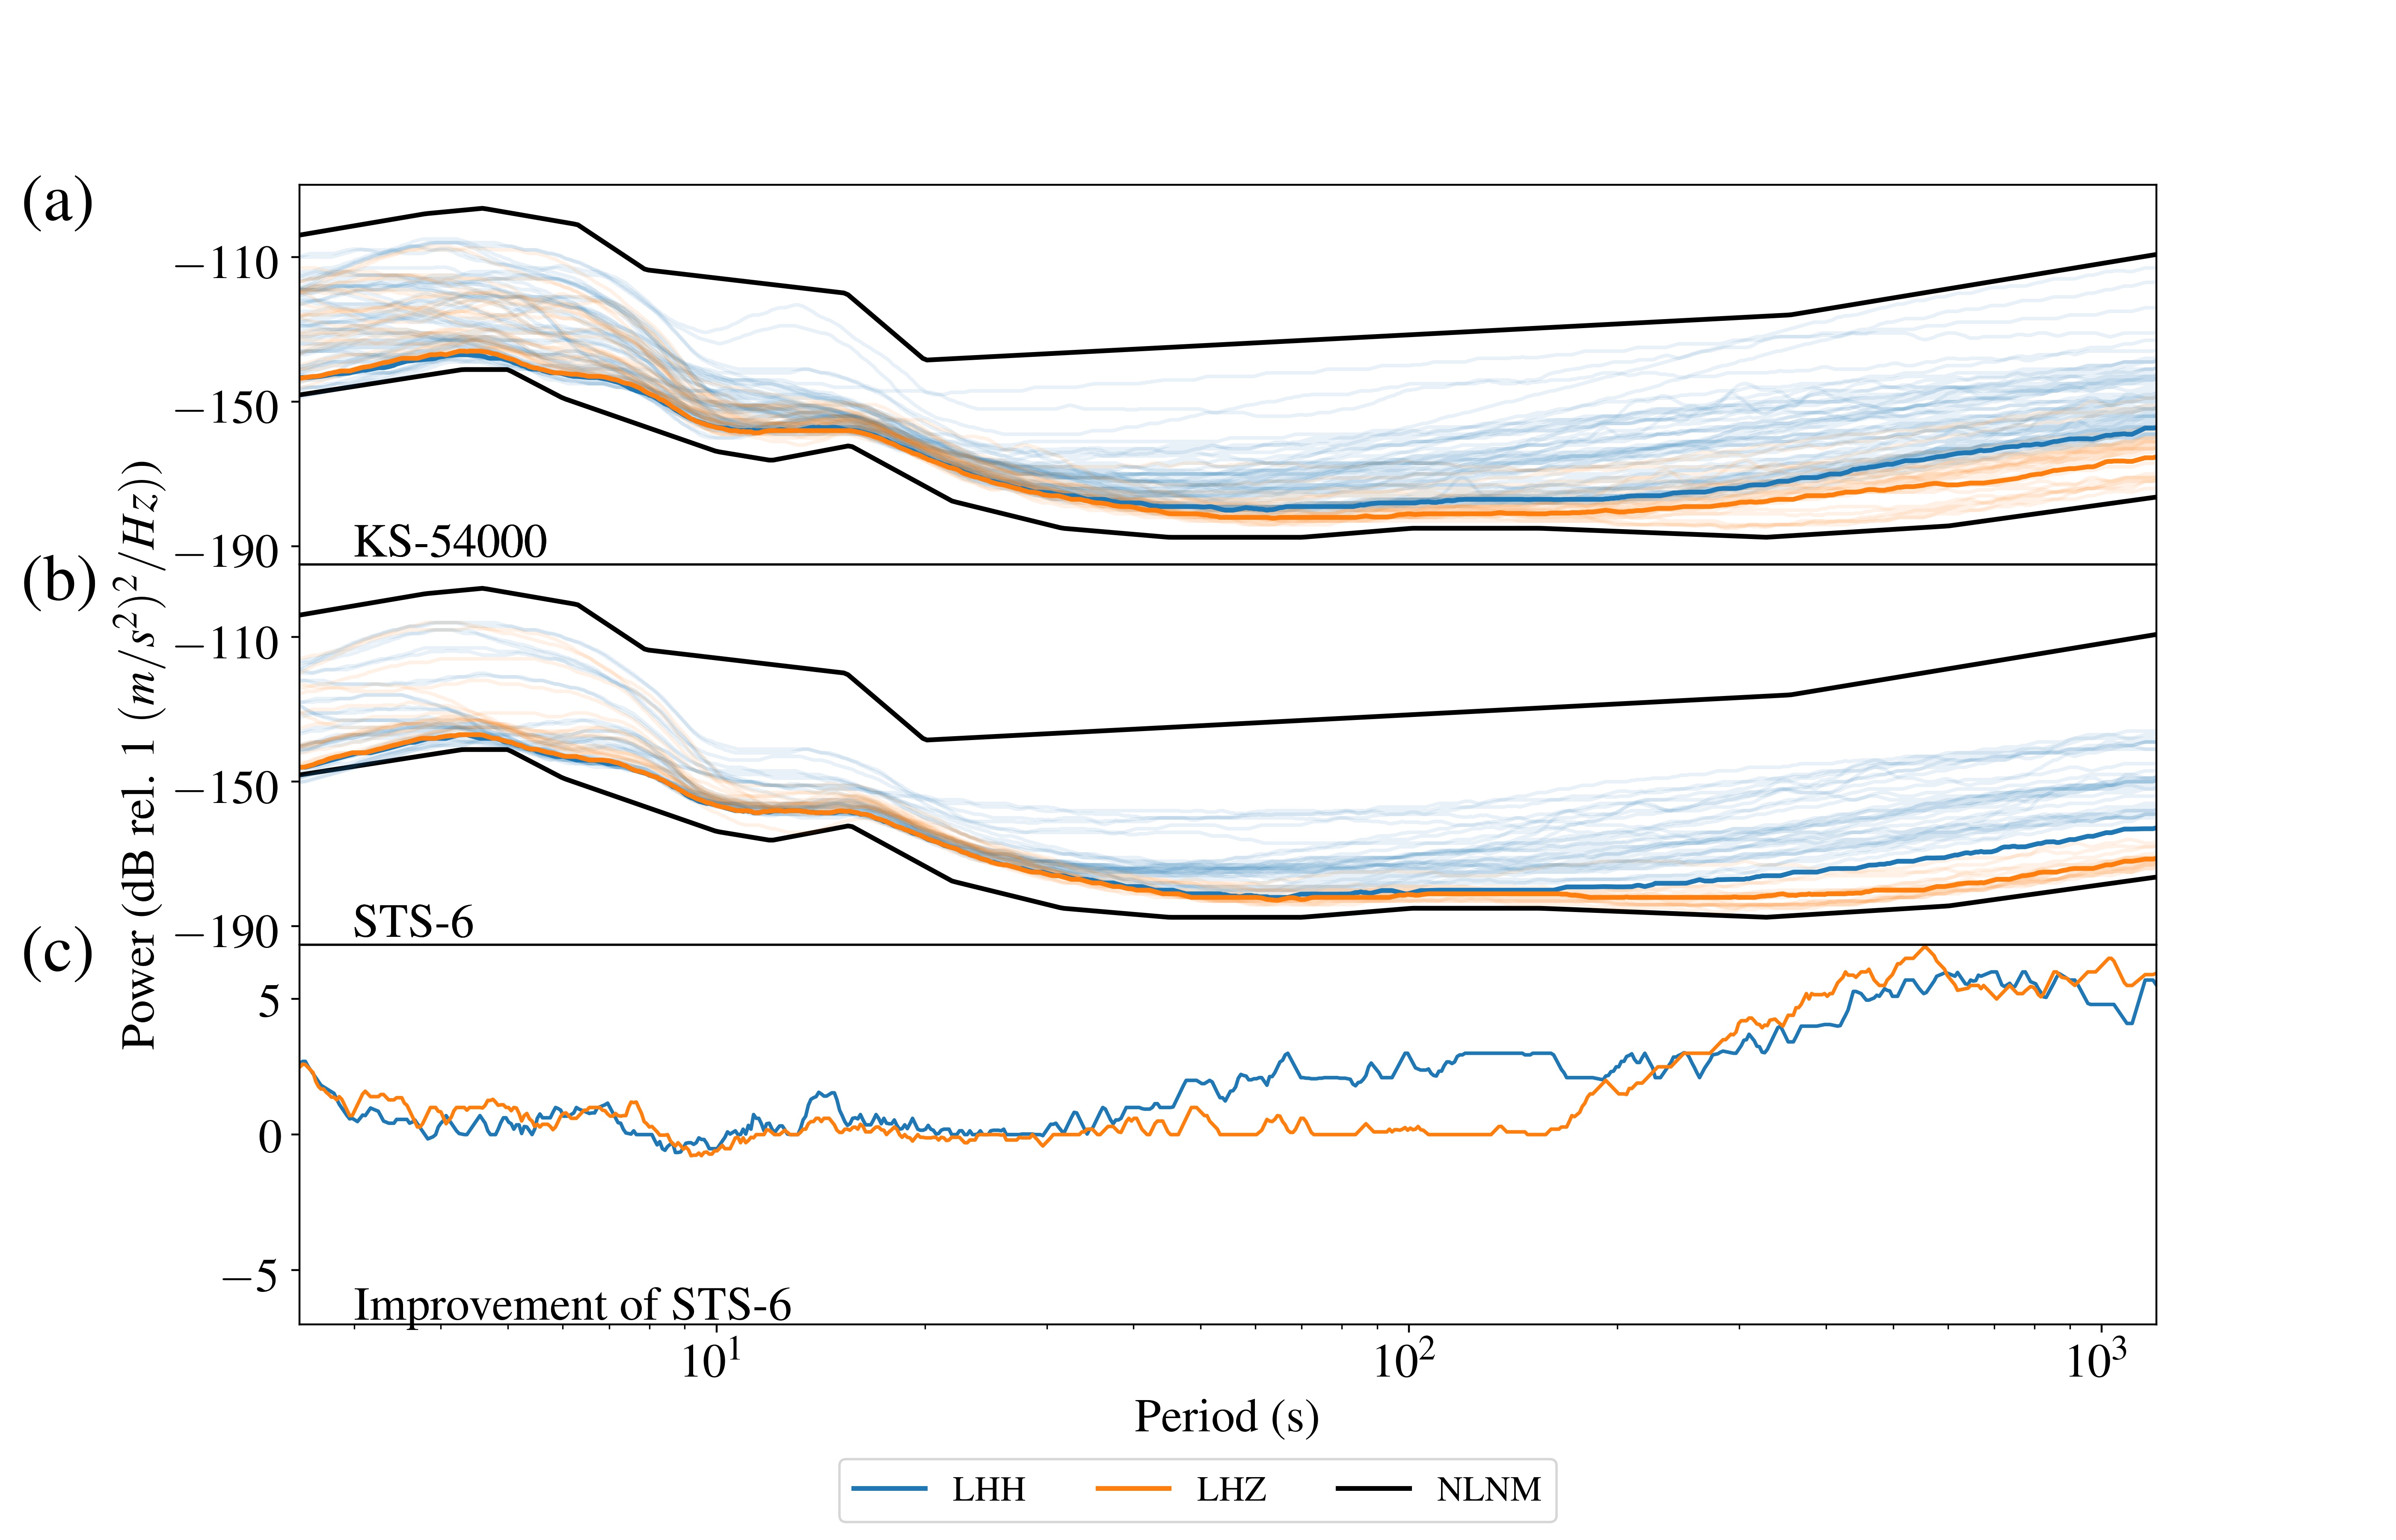 (a)
−110
−150
−190
KS-54000
(b)
−110
−150
−190
STS-6
(c)
5
0
−5
Improvement of STS-6
Power (dB rel. 1 (m/s²)²/Hz))
10¹
10²
10³
Period (s)
LHH
LHZ
NLNM